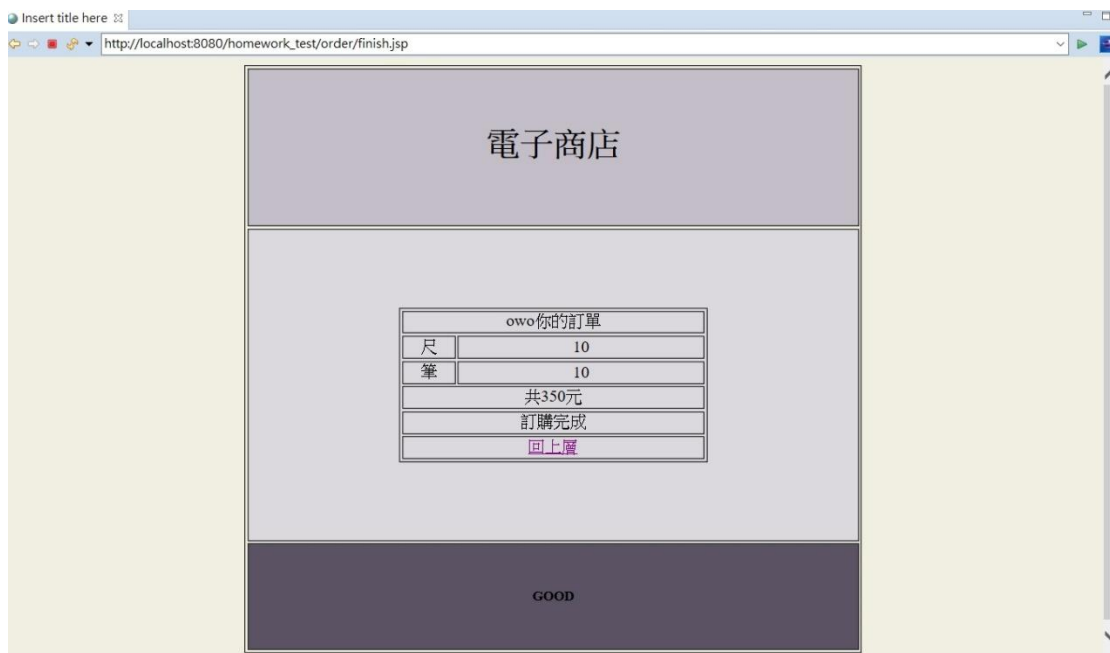 Insert title here
http://localhost:8080/homework_test/order/finish.jsp
電子商店
owo你的訂單
尺 10
筆 10
共350元
訂購完成
回上層
GOOD